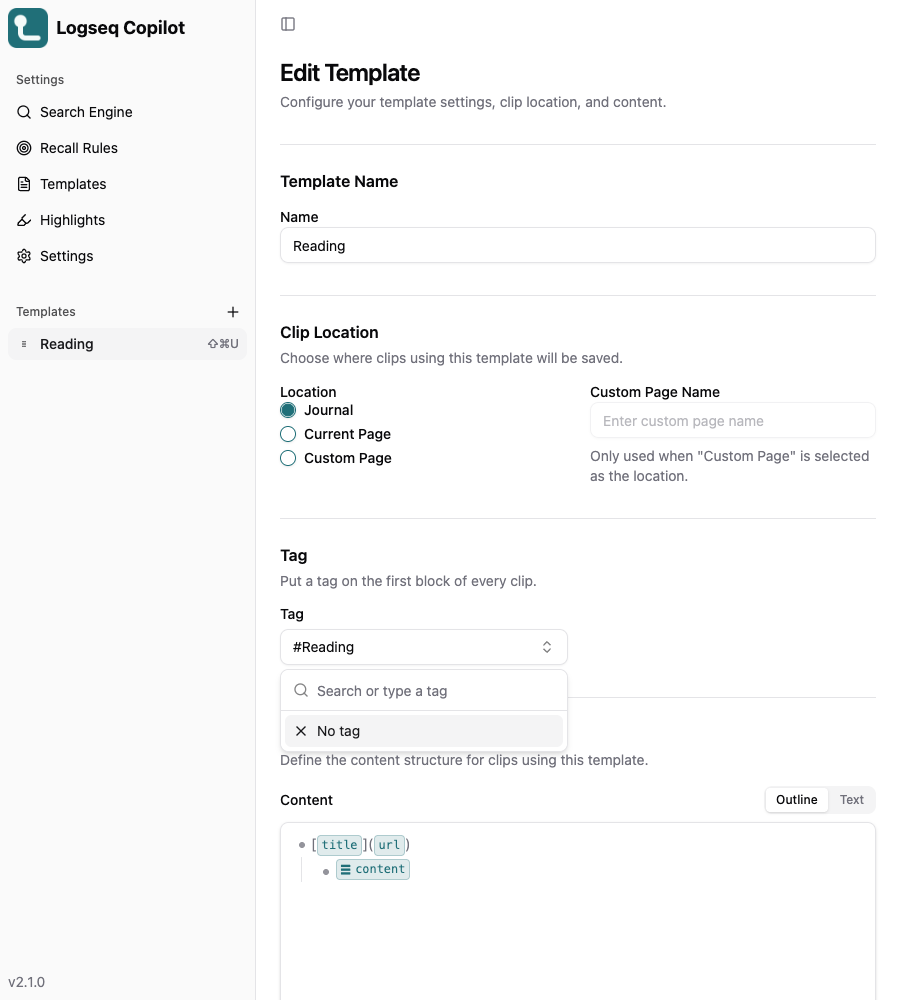 Logseq Copilot
Settings
Search Engine
Recall Rules
Templates
Highlights
Settings
Templates
Reading ⇧⌘U
v2.1.0
Edit Template
Configure your template settings, clip location, and content.
Template Name
Name
Reading
Clip Location
Choose where clips using this template will be saved.
Location
Journal
Current Page
Custom Page
Custom Page Name
Enter custom page name
Only used when "Custom Page" is selected
as the location.
Tag
Put a tag on the first block of every clip.
Tag
#Reading
Search or type a tag
No tag
Define the content structure for clips using this template.
Content
Outline Text
[title](url)
content